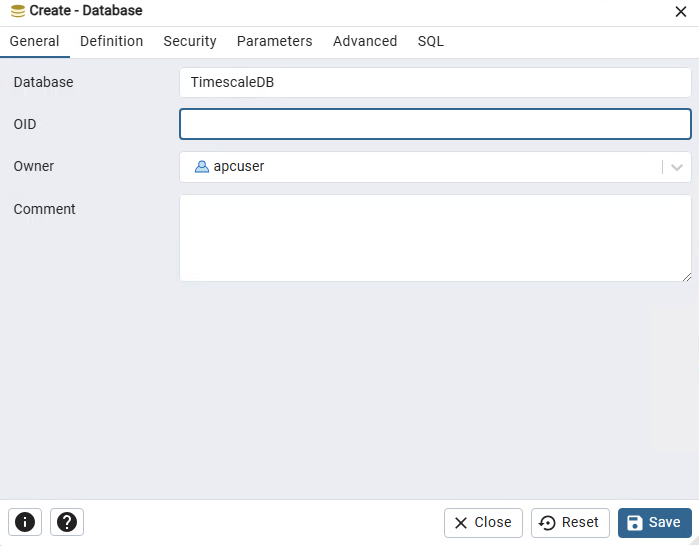 Create - Database
General Definition Security Parameters Advanced SQL
Database TimescaleDB
OID
Owner apcuser
Comment
Close Reset Save